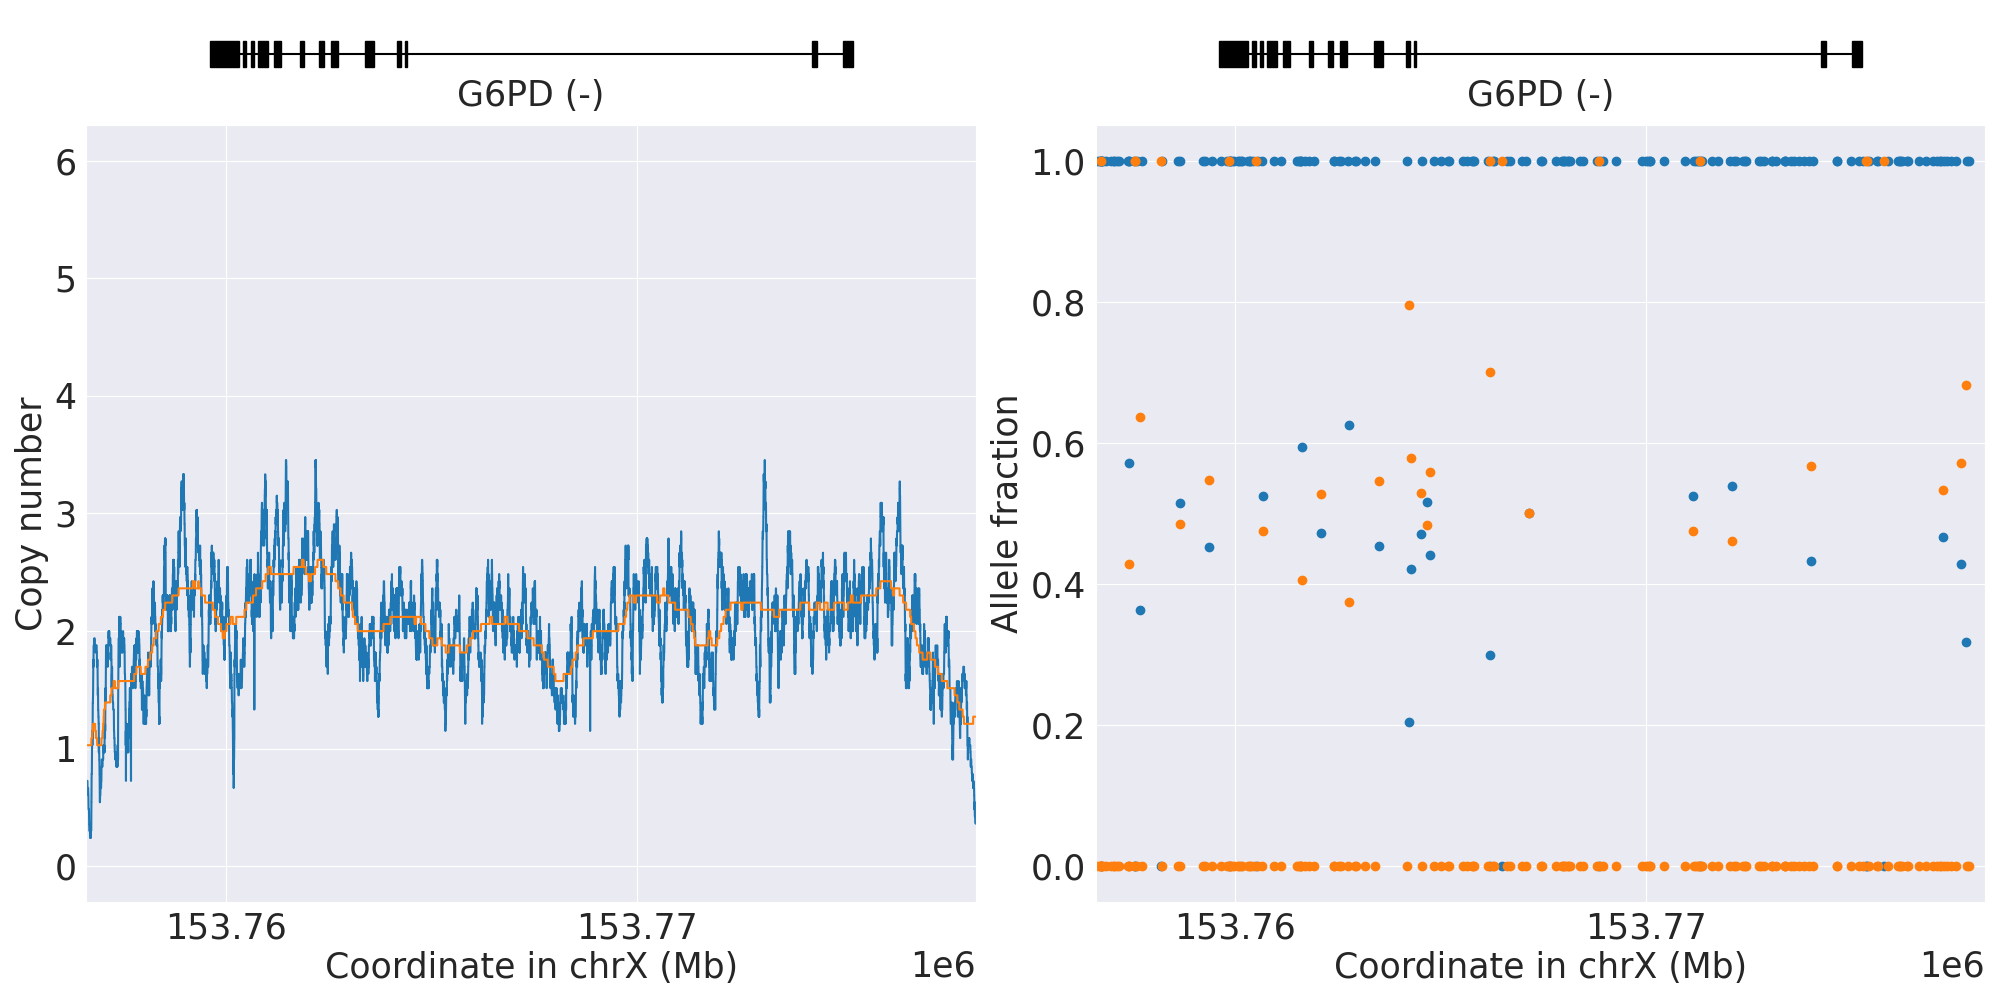 G6PD (-)
6
5
4
3
2
1
0
Copy number
153.76
153.77
Coordinate in chrX (Mb)
1e6
G6PD (-)
1.0
0.8
0.6
0.4
0.2
0.0
Allele fraction
153.76
153.77
Coordinate in chrX (Mb)
1e6